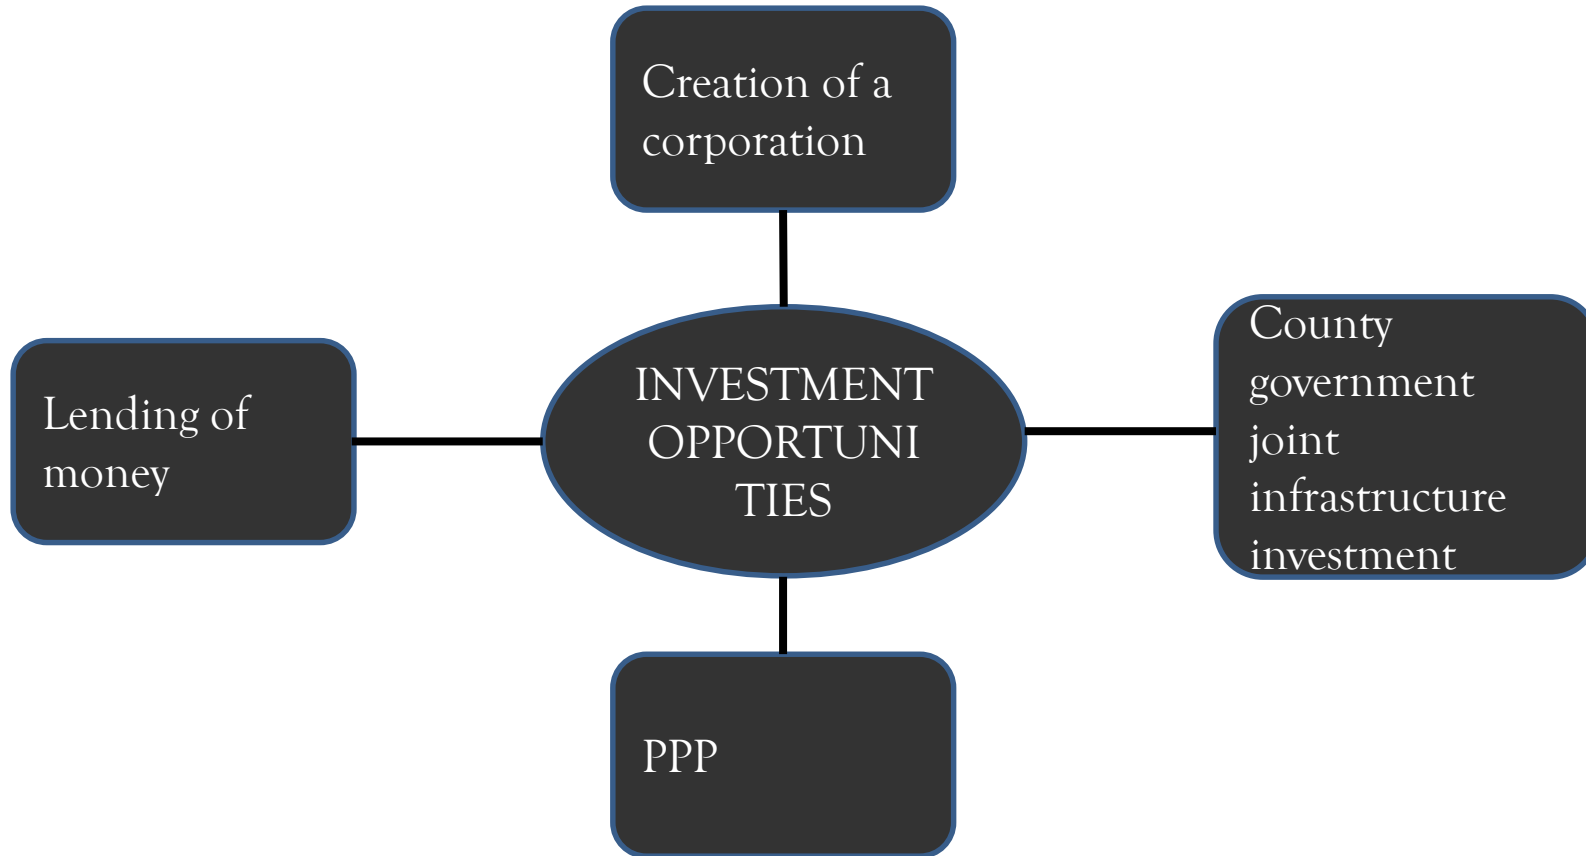 Creation of a
corporation
Lending of
money
INVESTMENT
OPPORTUNI
TIES
County
government
joint
infrastructure
investment
PPP